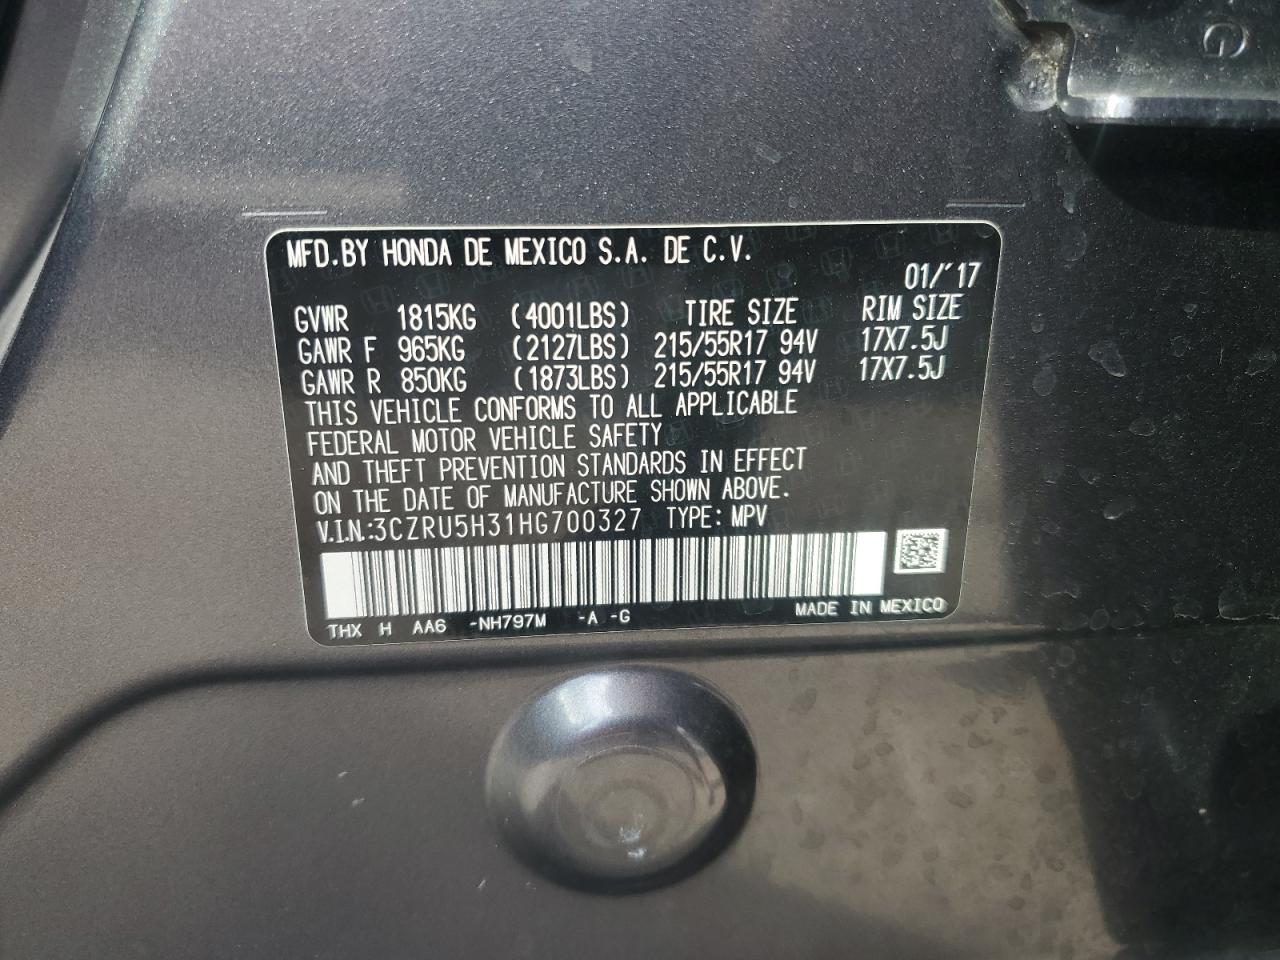 MFD.BY HONDA DE MEXICO S.A. DE C.V.
01/'17
GVWR 1815KG (4001LBS) TIRE SIZE RIM SIZE
GAWR F 965KG (2127LBS) 215/55R17 94V 17X7.5J
GAWR R 850KG (1873LBS) 215/55R17 94V 17X7.5J
THIS VEHICLE CONFORMS TO ALL APPLICABLE
FEDERAL MOTOR VEHICLE SAFETY
AND THEFT PREVENTION STANDARDS IN EFFECT
ON THE DATE OF MANUFACTURE SHOWN ABOVE.
V.I.N.:3CZRU5H31HG700327 TYPE: MPV
THX H AA6 -NH797M -A -G MADE IN MEXICO